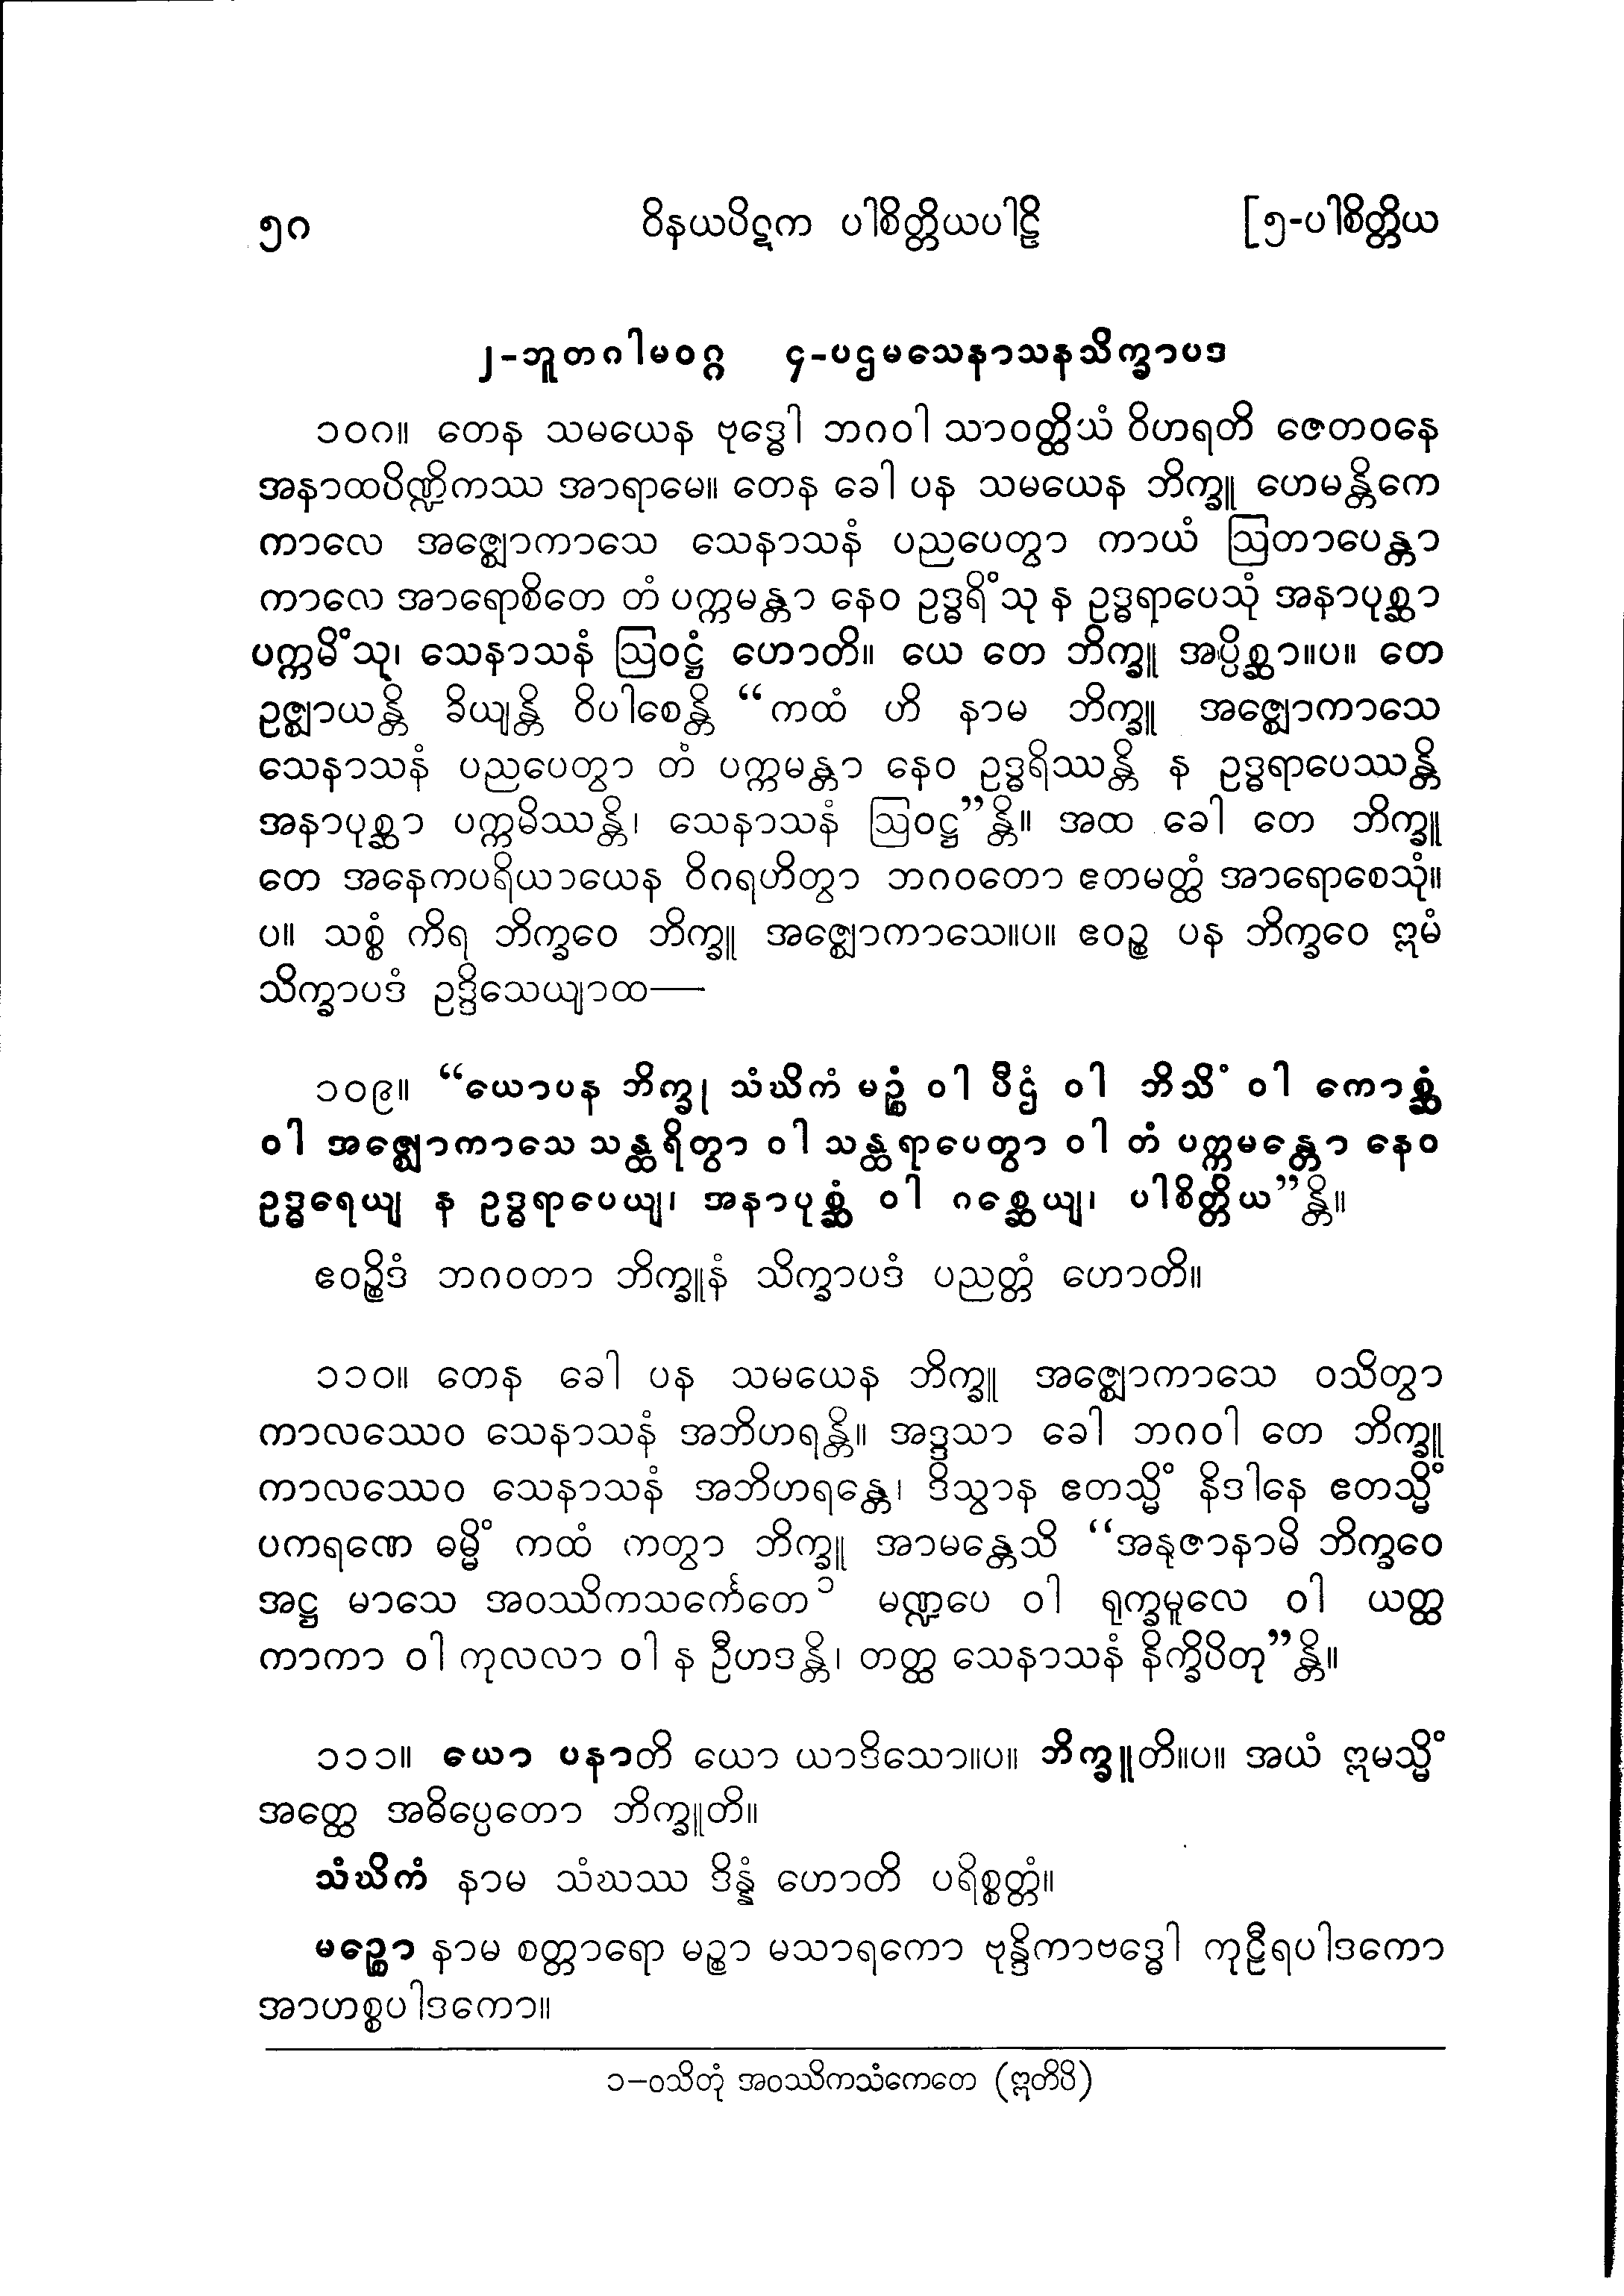 ၅ဂ ဝိနယပိဋက ပါစိတ္တိယပါဠိ [၅-ပါစိတ္တိယ
၂-ဘူတဂါမဝဂ္ဂ ၄-ပဌမသေနာသနသိက္ခာပဒ
၁၀ဂ။ တေန သမယေန ဗုဒ္ဓေါ ဘဂဝါ သာဝတ္ထိယံ ဝိဟရတိ ဇေတဝနေ
အနာထပိဏ္ဍိကဿ အာရာမေ။ တေန ခေါ ပန သမယေန ဘိက္ခူ ဟေမန္တိကေ
ကာလေ အဇ္ဈောကာသေ သေနာသနံ ပညပေတွာ ကာယံ ဩတာပေန္တာ
ကာလေ အာရောစိတေ တံ ပက္ကမန္တာ နေဝ ဥဒ္ဓရိံသု န ဥဒ္ဓရာပေသုံ အနာပုစ္ဆာ
ပက္ကမိံသု၊ သေနာသနံ ဩဝဋ္ဌံ ဟောတိ။ ယေ တေ ဘိက္ခူ အပ္ပိစ္ဆာ။ပ။ တေ
ဥဇ္ဈာယန္တိ ခိယျန္တိ ဝိပါစေန္တိ “ကထံ ဟိ နာမ ဘိက္ခူ အဇ္ဈောကာသေ
သေနာသနံ ပညပေတွာ တံ ပက္ကမန္တာ နေဝ ဥဒ္ဓရိဿန္တိ န ဥဒ္ဓရာပေဿန္တိ
အနာပုစ္ဆာ ပက္ကမိဿန္တိ၊ သေနာသနံ ဩဝဋ္ဌ”န္တိ။ အထ ခေါ တေ ဘိက္ခူ
တေ အနေကပရိယာယေန ဝိဂရဟိတွာ ဘဂဝတော ဧတမတ္ထံ အာရောစေသုံ။
ပ။ သစ္စံ ကိရ ဘိက္ခဝေ ဘိက္ခူ အဇ္ဈောကာသေ။ပ။ ဧဝဉ္စ ပန ဘိက္ခဝေ ဣမံ
သိက္ခာပဒံ ဥဒ္ဒိသေယျာထ—
၁၀၉။ “ယောပန ဘိက္ခု သံဃိကံ မဉ္စံ ဝါ ပီဌံ ဝါ ဘိသိံ ဝါ ကောစ္ဆံ
ဝါ အဇ္ဈောကာသေ သန္ထရိတွာ ဝါ သန္ထရာပေတွာ ဝါ တံ ပက္ကမန္တော နေဝ
ဥဒ္ဓရေယျ န ဥဒ္ဓရာပေယျ၊ အနာပုစ္ဆံ ဝါ ဂစ္ဆေယျ၊ ပါစိတ္တိယ”န္တိ။
ဧဝဉ္စိဒံ ဘဂဝတာ ဘိက္ခူနံ သိက္ခာပဒံ ပညတ္တံ ဟောတိ။
၁၁၀။ တေန ခေါ ပန သမယေန ဘိက္ခူ အဇ္ဈောကာသေ ဝသိတွာ
ကာလဿေဝ သေနာသနံ အဘိဟရန္တိ။ အဒ္ဒသာ ခေါ ဘဂဝါ တေ ဘိက္ခူ
ကာလဿေဝ သေနာသနံ အဘိဟရန္တေ၊ ဒိသွာန ဧတသ္မိံ နိဒါနေ ဧတသ္မိံ
ပကရဏေ ဓမ္မိံ ကထံ ကတွာ ဘိက္ခူ အာမန္တေသိ “အနုဇာနာမိ ဘိက္ခဝေ
အဋ္ဌ မာသေ အဝဿိကသင်္ကေတေ ၁ မဏ္ဍပေ ဝါ ရုက္ခမူလေ ဝါ ယတ္ထ
ကာကာ ဝါ ကုလလာ ဝါ န ဦဟဒန္တိ၊ တတ္ထ သေနာသနံ နိက္ခိပိတု”န္တိ။
၁၁၁။ ယော ပနာတိ ယော ယာဒိသော။ပ။ ဘိက္ခူတိ။ပ။ အယံ ဣမသ္မိံ
အတ္ထေ အဓိပ္ပေတော ဘိက္ခူတိ။
သံဃိကံ နာမ သံဃဿ ဒိန္နံ ဟောတိ ပရိစ္စတ္တံ။
မဉ္စော နာမ စတ္တာရော မဉ္စာ မသာရကော ဗုန္ဒိကာဗဒ္ဓေါ ကုဠီရပါဒကော
အာဟစ္စပါဒကော။
၁-ဝသိတုံ အဝဿိကသံကေတေ (ဣတိပိ)